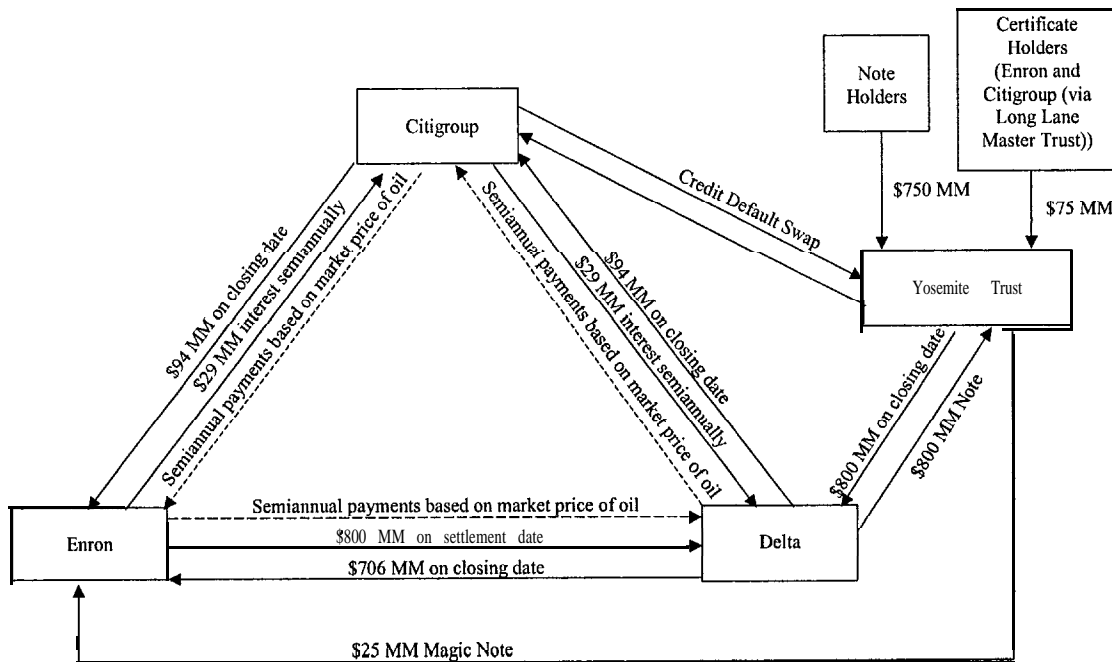 Certificate
Holders
(Enron and
Citigroup (via
Long Lane
Master Trust))
Note
Holders
Citigroup
$750 MM
$75 MM
Credit Default Swap
Yosemite Trust
$94 MM on closing date
$29 MM interest semiannually
Semiannual payments based on market price of oil
Semiannual payments based on market price of oil
$29 MM interest semiannually
$94 MM on closing date
$800 MM on closing date
$800 MM Note
Semiannual payments based on market price of oil
Enron
$800 MM on settlement date
Delta
$706 MM on closing date
$25 MM Magic Note